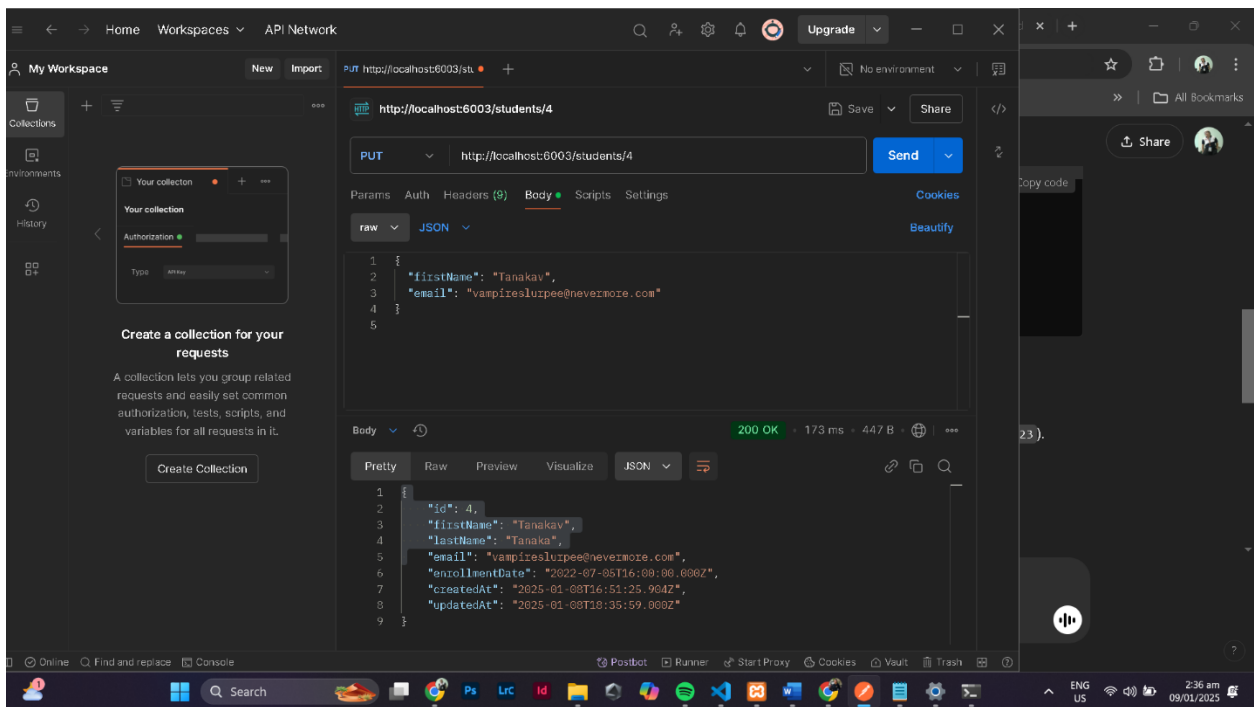 Home Workspaces API Network Upgrade
My Workspace New Import PUT http://localhost:6003/stu No environment
Collections
HTTP http://localhost:6003/students/4 Save Share
PUT http://localhost:6003/students/4 Send
Environments
Params Auth Headers (9) Body Scripts Settings Cookies
History
raw JSON Beautify
Your collecton
Your collection
Authorization
Type API Key
1 {
2 "firstName": "Tanakav",
3 "email": "vampireslurpee@nevermore.com"
4 }
5
Create a collection for your
requests
A collection lets you group related
requests and easily set common
authorization, tests, scripts, and
variables for all requests in it.
Create Collection
Body 200 OK 173 ms 447 B
Pretty Raw Preview Visualize JSON
1 {
2 "id": 4,
3 "firstName": "Tanakav",
4 "lastName": "Tanaka",
5 "email": "vampireslurpee@nevermore.com",
6 "enrollmentDate": "2022-07-05T16:00:00.000Z",
7 "createdAt": "2025-01-08T16:51:25.904Z",
8 "updatedAt": "2025-01-08T18:35:59.000Z"
9 }
Online Find and replace Console Postbot Runner Start Proxy Cookies Vault Trash
All Bookmarks
Share
Copy code
23 ).
1 Search Ps LrC Id ENG
US
2:36 am
09/01/2025